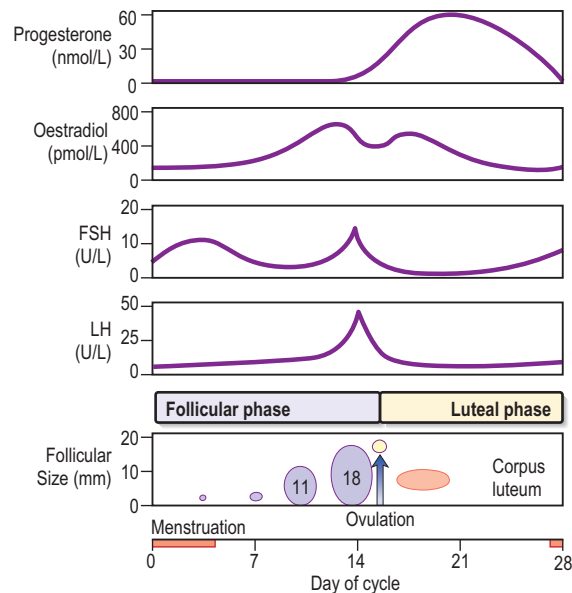 Progesterone
(nmol/L)
60
30
0
Oestradiol
(pmol/L)
800
400
0
FSH
(U/L)
20
10
0
LH
(U/L)
50
25
0
Follicular phase
Luteal phase
Follicular
Size (mm)
20
10
0
11
18
Corpus
luteum
Menstruation
Ovulation
0 7 14 21 28
Day of cycle